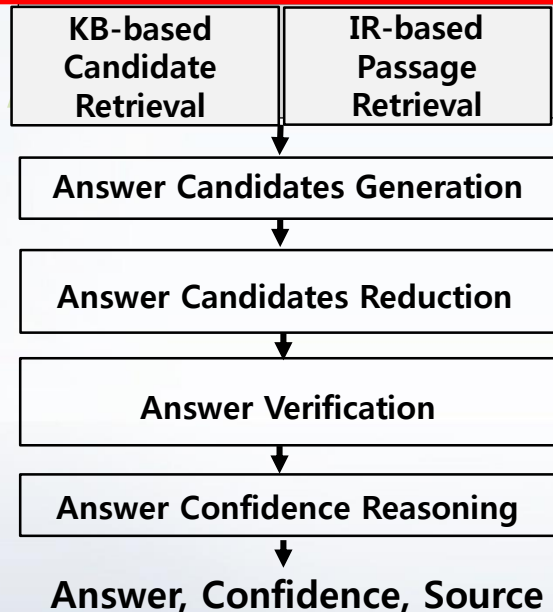 KB-based
Candidate
Retrieval
IR-based
Passage
Retrieval
Answer Candidates Generation
Answer Candidates Reduction
Answer Verification
Answer Confidence Reasoning
Answer, Confidence, Source